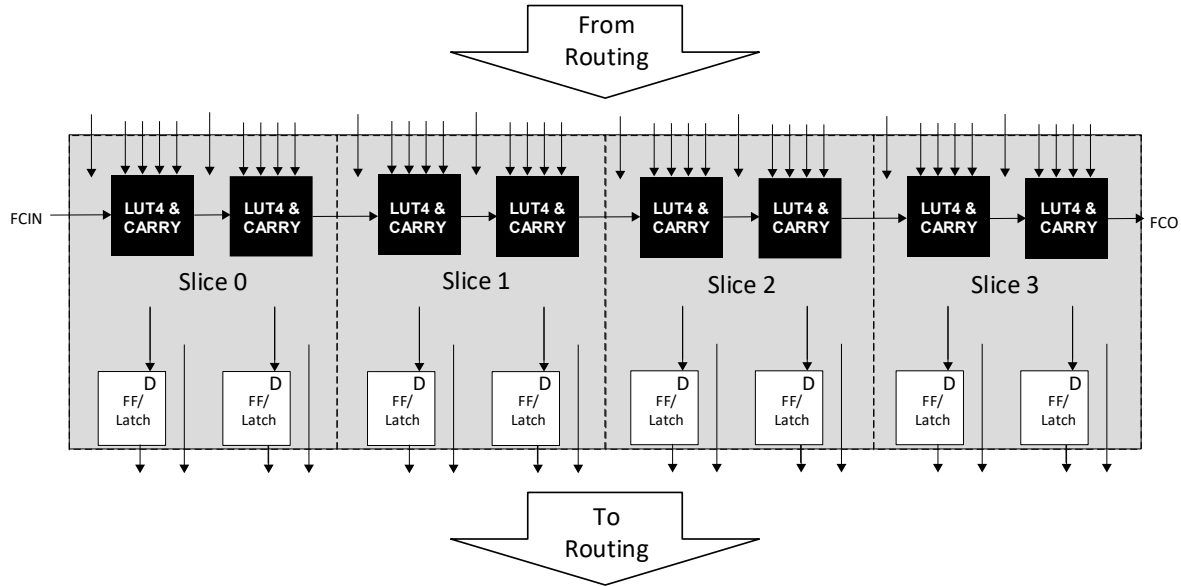 From
Routing
FCIN
LUT4 &
CARRY
LUT4 &
CARRY
LUT4 &
CARRY
LUT4 &
CARRY
LUT4 &
CARRY
LUT4 &
CARRY
LUT4 &
CARRY
LUT4 &
CARRY
FCO
Slice 0
Slice 1
Slice 2
Slice 3
D
FF/
Latch
D
FF/
Latch
D
FF/
Latch
D
FF/
Latch
D
FF/
Latch
D
FF/
Latch
D
FF/
Latch
D
FF/
Latch
To
Routing